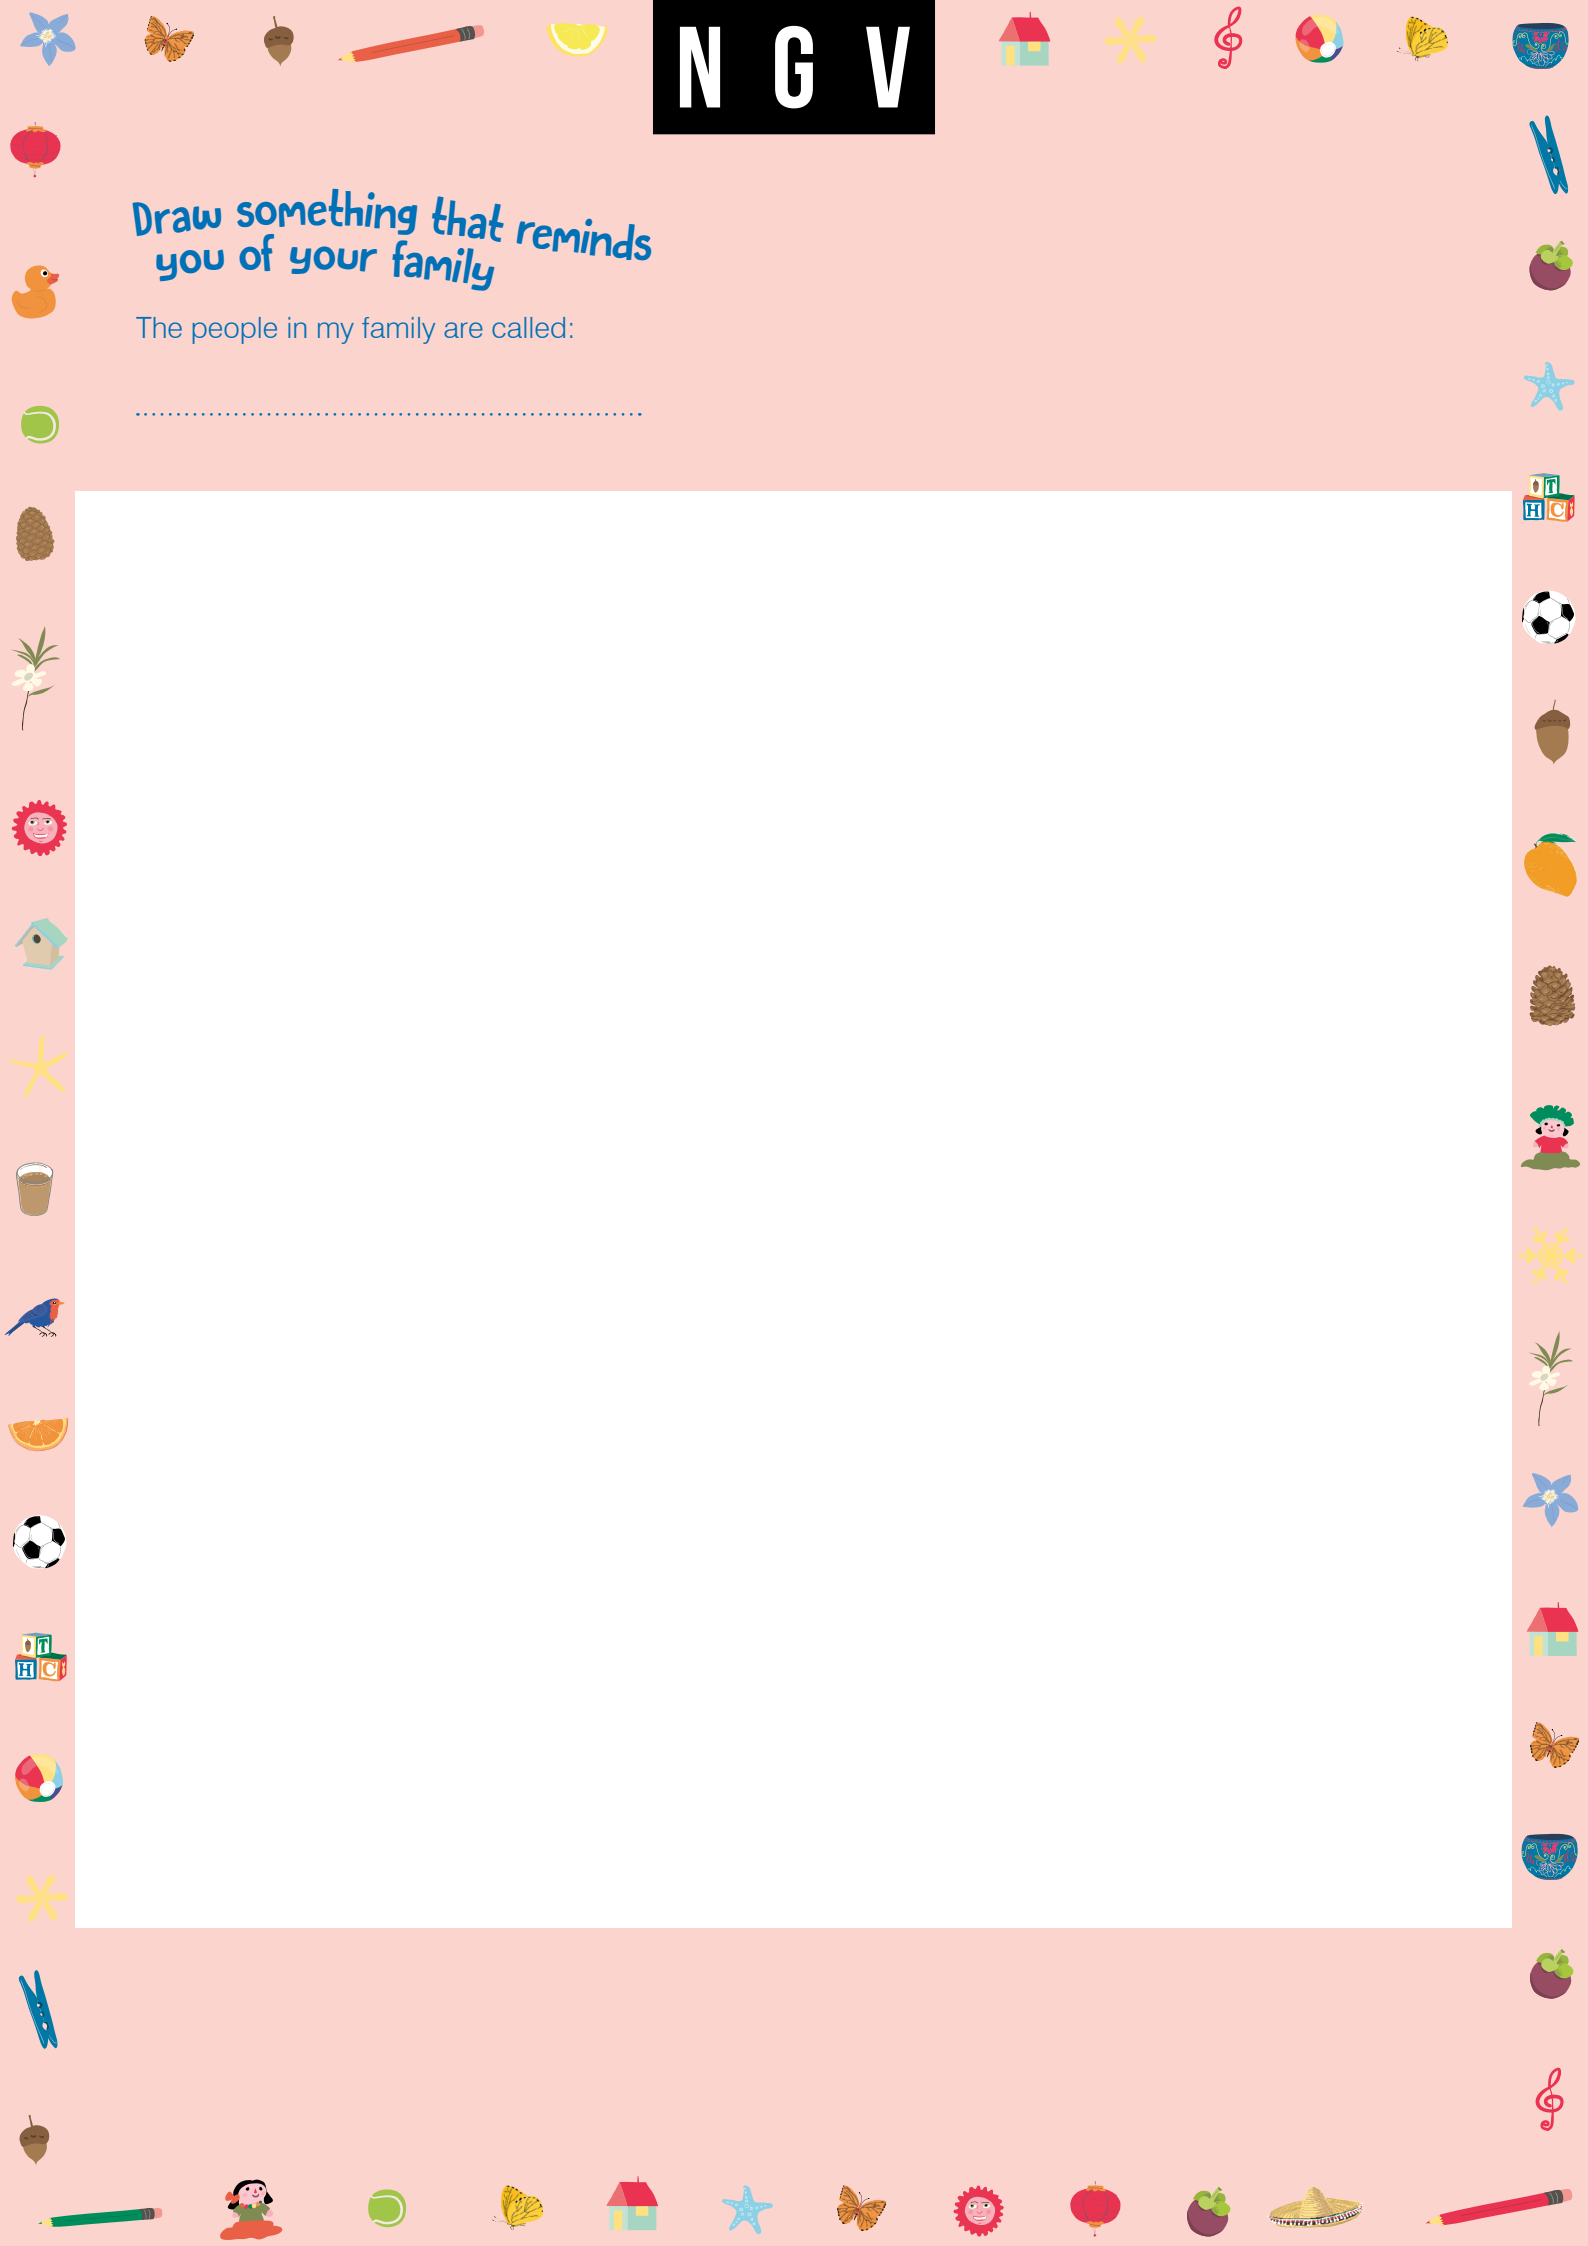 NGV
Draw something that reminds
you of your family
The people in my family are called:
T
H C
T
H C